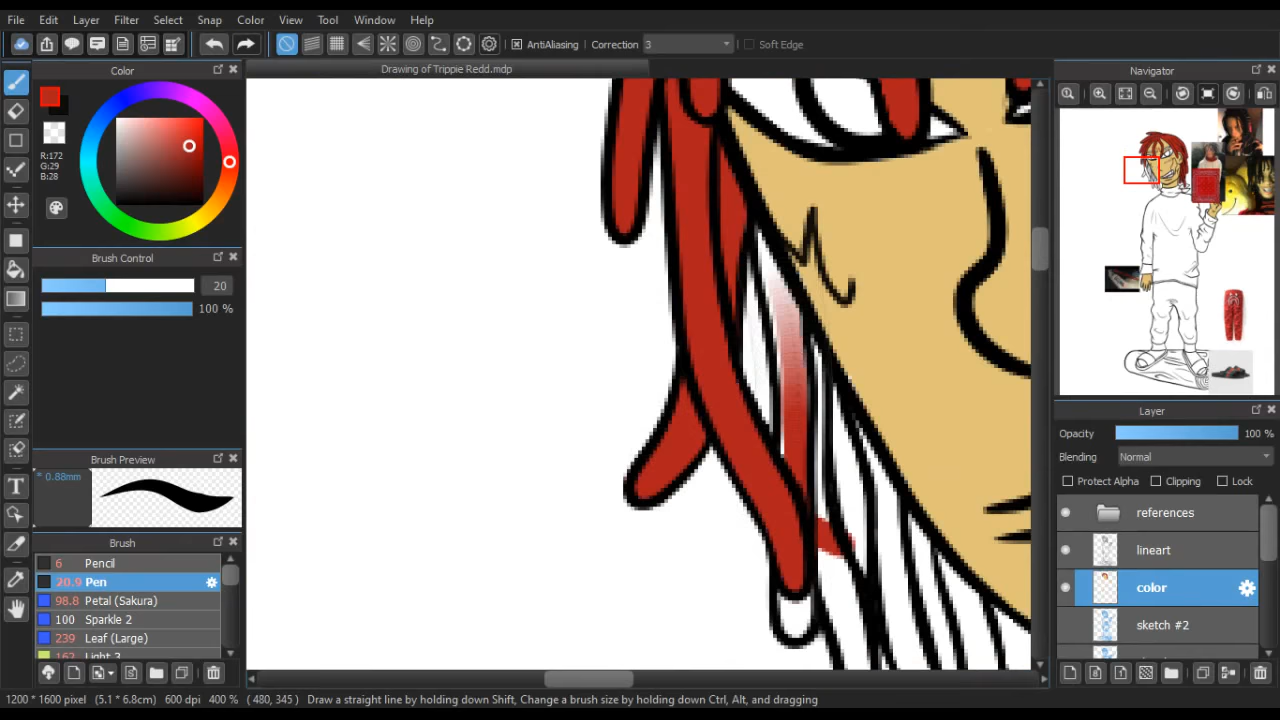 File Edit Layer Filter Select Snap Color View Tool Window Help
AntiAliasing Correction 3 Soft Edge
Color Drawing of Trippie Redd.mdp Navigator
R:172
G:29
B:28
Brush Control
20
100 %
Brush Preview
* 0.88mm
Brush
6 Pencil
20.9 Pen
98.8 Petal (Sakura)
100 Sparkle 2
239 Leaf (Large)
162 Light 3
Layer
Opacity 100 %
Blending Normal
Protect Alpha Clipping Lock
references
lineart
color
sketch #2
1200 * 1600 pixel (5.1 * 6.8cm) 600 dpi 400 % ( 480, 345 ) Draw a straight line by holding down Shift, Change a brush size by holding down Ctrl, Alt, and dragging